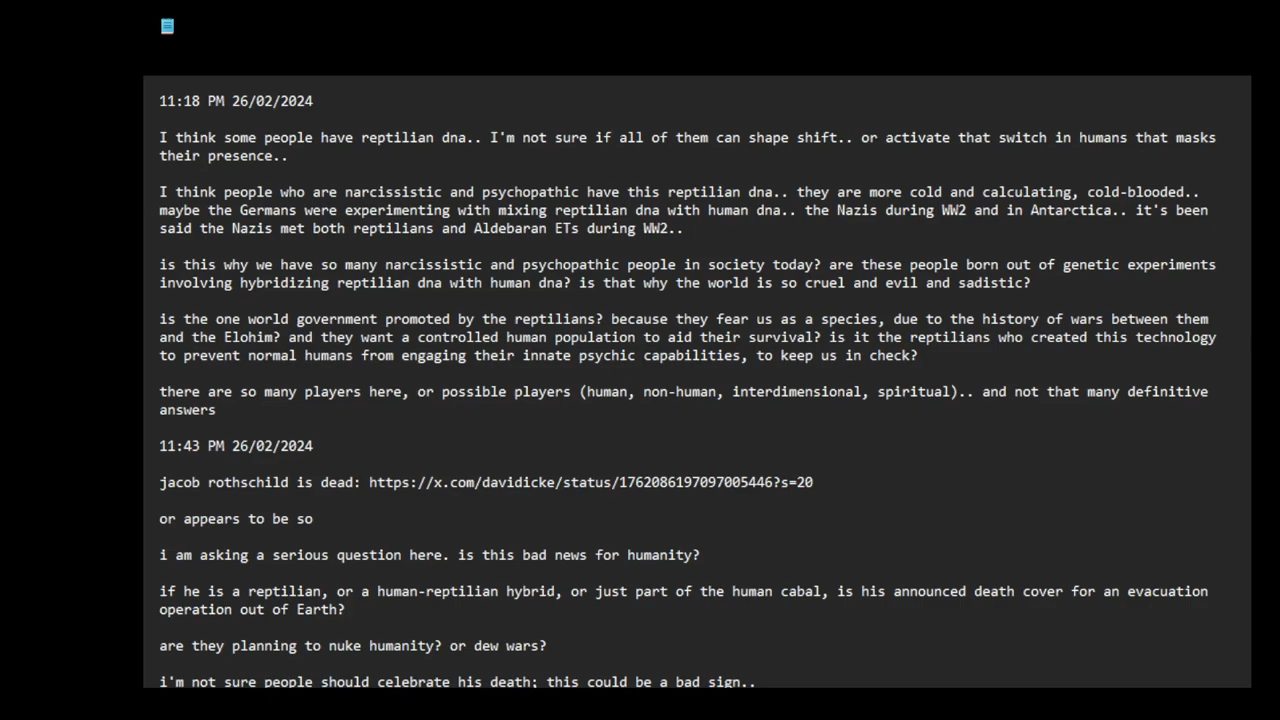 11:18 PM 26/02/2024
I think some people have reptilian dna.. I'm not sure if all of them can shape shift.. or activate that switch in humans that masks
their presence..
I think people who are narcissistic and psychopathic have this reptilian dna.. they are more cold and calculating, cold-blooded..
maybe the Germans were experimenting with mixing reptilian dna with human dna.. the Nazis during WW2 and in Antarctica.. it's been
said the Nazis met both reptilians and Aldebaran ETs during WW2..
is this why we have so many narcissistic and psychopathic people in society today? are these people born out of genetic experiments
involving hybridizing reptilian dna with human dna? is that why the world is so cruel and evil and sadistic?
is the one world government promoted by the reptilians? because they fear us as a species, due to the history of wars between them
and the Elohim? and they want a controlled human population to aid their survival? is it the reptilians who created this technology
to prevent normal humans from engaging their innate psychic capabilities, to keep us in check?
there are so many players here, or possible players (human, non-human, interdimensional, spiritual).. and not that many definitive
answers
11:43 PM 26/02/2024
jacob rothschild is dead: https://x.com/davidicke/status/1762086197097005446?s=20
or appears to be so
i am asking a serious question here. is this bad news for humanity?
if he is a reptilian, or a human-reptilian hybrid, or just part of the human cabal, is his announced death cover for an evacuation
operation out of Earth?
are they planning to nuke humanity? or dew wars?
i'm not sure people should celebrate his death; this could be a bad sign..